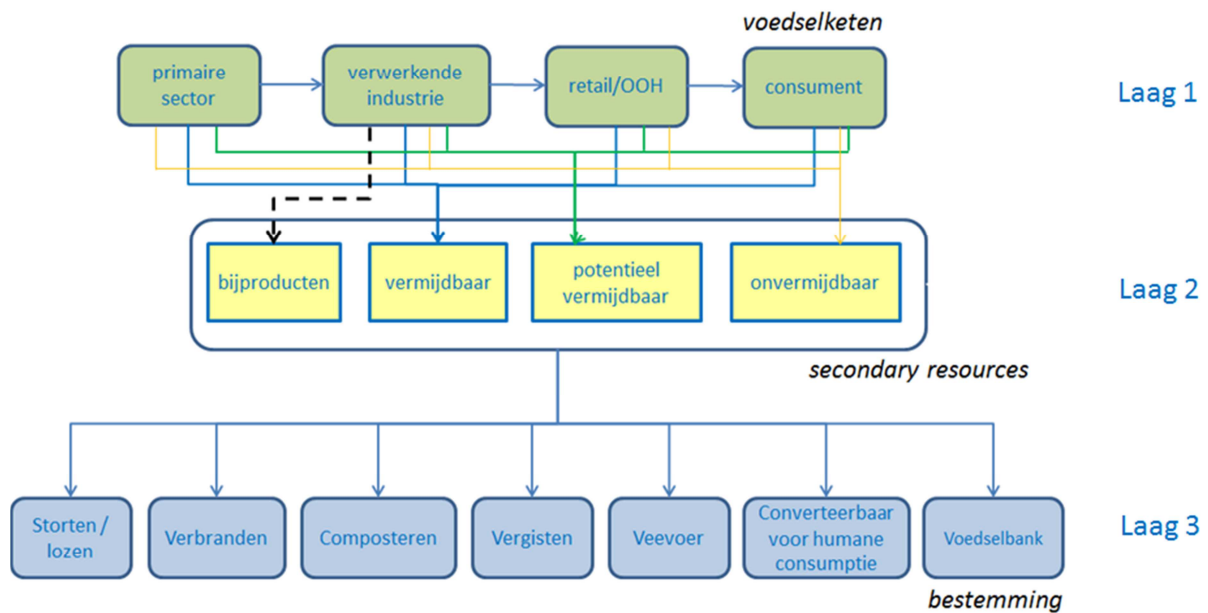 voedselketen
primaire
sector
verwerkende
industrie
retail/OOH
consument
Laag 1
bijproducten
vermijdbaar
potentieel
vermijdbaar
onvermijdbaar
Laag 2
secondary resources
Storten /
lozen
Verbranden
Composteren
Vergisten
Veevoer
Converteerbaar
voor humane
consumptie
Voedselbank
Laag 3
bestemming